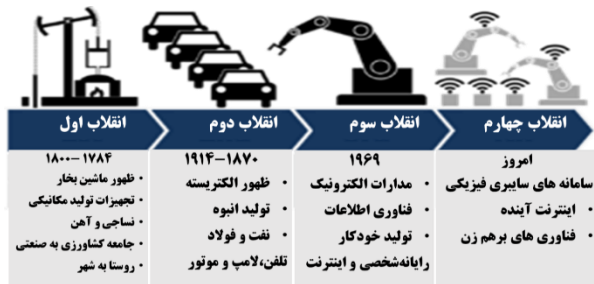 انقلاب اول
انقلاب دوم
انقلاب سوم
انقلاب چهارم
۱۸۰۰-۱۷۸۴
• ظهور ماشین بخار
• تجهیزات تولید مکانیکی
• نساجی و آهن
• جامعه کشاورزی به صنعتی
• روستا به شهر
۱۹۱۴-۱۸۷۰
• ظهور الکتریسته
• تولید انبوه
• نفت و فولاد
تلفن،لامپ و موتور
۱۹۶۹
• مدارات الکترونیک
• فناوری اطلاعات
• تولید خودکار
رایانه‌شخصی و اینترنت
امروز
سامانه های سایبری فیزیکی
• اینترنت آینده
• فناوری های برهم زن